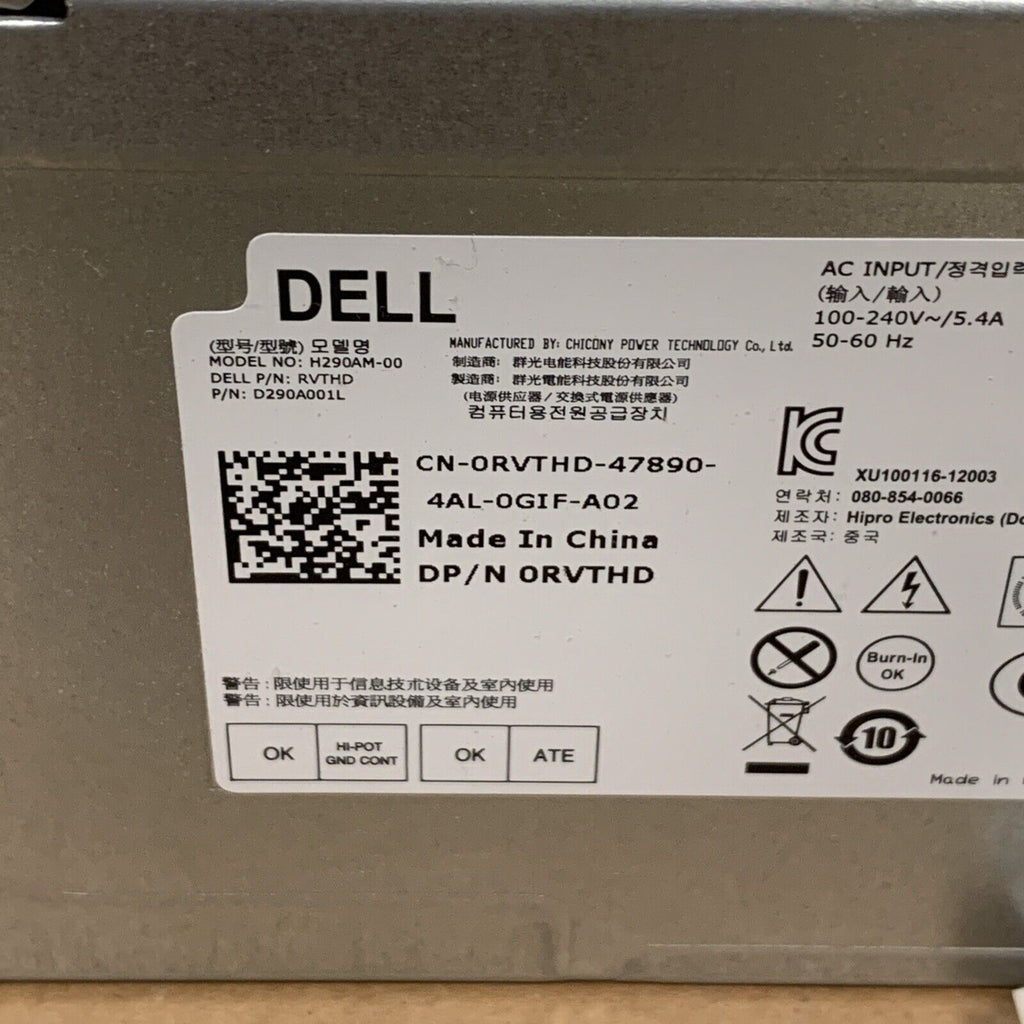 DELL
(型号/型號) 모델명
MODEL NO: H290AM-00
DELL P/N: RVTHD
P/N: D290A001L
MANUFACTURED BY: CHICONY POWER TECHNOLOGY Co., Ltd.
制造商: 群光电能科技股份有限公司
製造商: 群光電能科技股份有限公司
(电源供应器/交换式電源供應器)
컴퓨터용전원공급장치
AC INPUT/정격입력
(输入/輸入)
100-240V~/5.4A
50-60 Hz
CN-0RVTHD-47890-
4AL-0GIF-A02
Made In China
DP/N 0RVTHD
XU100116-12003
연락처: 080-854-0066
제조자: Hipro Electronics (Do
제조국: 중국
Burn-In
OK
10
警告:限使用于信息技术设备及室内使用
警告:限使用於資訊設備及室內使用
OK
HI-POT
GND CONT
OK
ATE
Made in